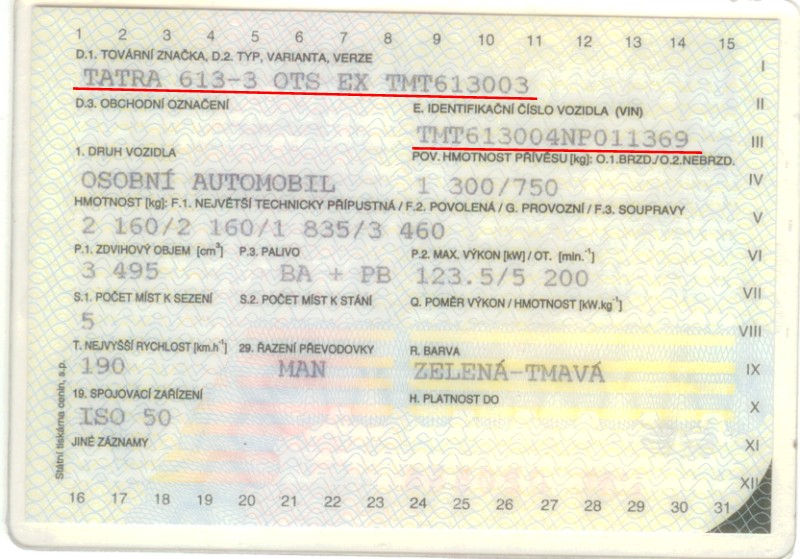 1 2 3 4 5 6 7 8 9 10 11 12 13 14 15
I
D.1. TOVÁRNÍ ZNAČKA, D.2. TYP, VARIANTA, VERZE
TATRA 613-3 OTS EX TMT613003
II
D.3. OBCHODNÍ OZNAČENÍ E. IDENTIFIKAČNÍ ČÍSLO VOZIDLA (VIN)
TMT613004NP011369
III
1. DRUH VOZIDLA POV. HMOTNOST PŘÍVĚSU [kg]: O.1.BRZD./O.2.NEBRZD.
OSOBNÍ AUTOMOBIL 1 300/750
IV
HMOTNOST [kg]: F.1. NEJVĚTŠÍ TECHNICKY PŘÍPUSTNÁ / F.2. POVOLENÁ / G. PROVOZNÍ / F.3. SOUPRAVY
V
2 160/2 160/1 835/3 460
P.1. ZDVIHOVÝ OBJEM [cm³] P.3. PALIVO P.2. MAX. VÝKON [kW] / OT. [min.⁻¹]
VI
3 495 BA + PB 123.5/5 200
VII
S.1. POČET MÍST K SEZENÍ S.2. POČET MÍST K STÁNÍ Q. POMĚR VÝKON / HMOTNOST [kW.kg⁻¹]
5
VIII
T. NEJVYŠŠÍ RYCHLOST [km.h⁻¹] 29. ŘAZENÍ PŘEVODOVKY R. BARVA
190 MAN ZELENÁ-TMAVÁ
IX
19. SPOJOVACÍ ZAŘÍZENÍ H. PLATNOST DO
X
ISO 50
JINÉ ZÁZNAMY
XI
XII
16 17 18 19 20 21 22 23 24 25 26 27 28 29 30 31
Státní tiskárna cenin, s.p.